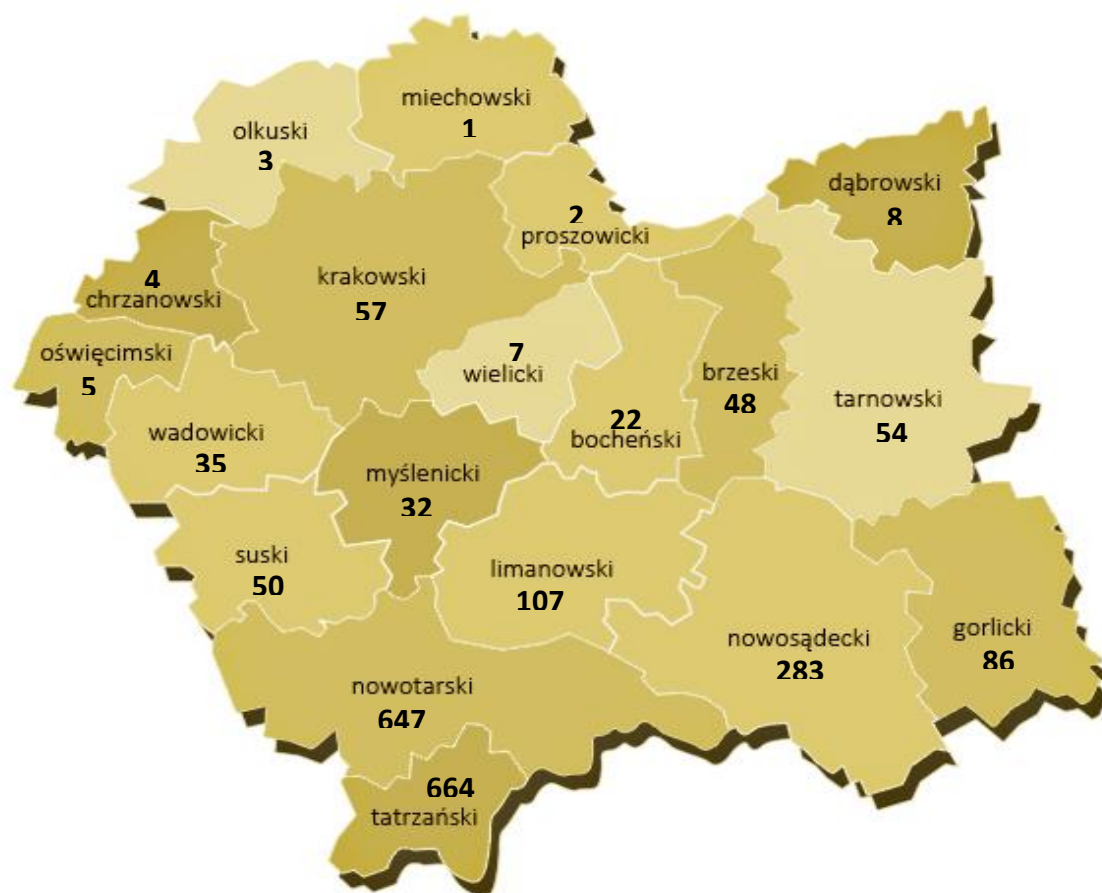 miechowski
1
olkuski
3
dąbrowski
8
2
proszowicki
4
chrzanowski
krakowski
57
oświęcimski
5
7
wielicki
brzeski
48
tarnowski
54
22
bocheński
wadowicki
35
myślenicki
32
suski
50
limanowski
107
nowosądecki
283
gorlicki
86
nowotarski
647
664
tatrzański